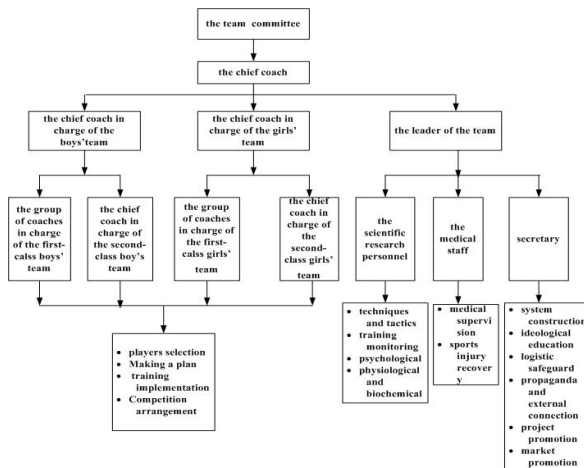 the team committee
the chief coach
the chief coach in
charge of the
boys'team
the chief coach in
charge of the girls'
team
the leader of the team
the group
of coaches
in charge
of the first-
calss boys'
team
the chief
coach in
charge of
the second-
class boy's
team
the group of
coaches in
charge of
the first-
calss girls'
team
the chief
coach in
charge of
the
second-
class girls'
team
the
scientific
research
personnel
the
medical
staff
secretary
• players selection
• Making a plan
• training
implementation
• Competition
arrangement
• techniques
and tactics
• training
monitoring
• psychological
• physiological
and
biochemical
• medical
supervi
sion
• sports
injury
recover
y
• system
construction
• ideological
education
• logistic
safeguard
• propaganda
and
external
connection
• project
promotion
• market
promotion